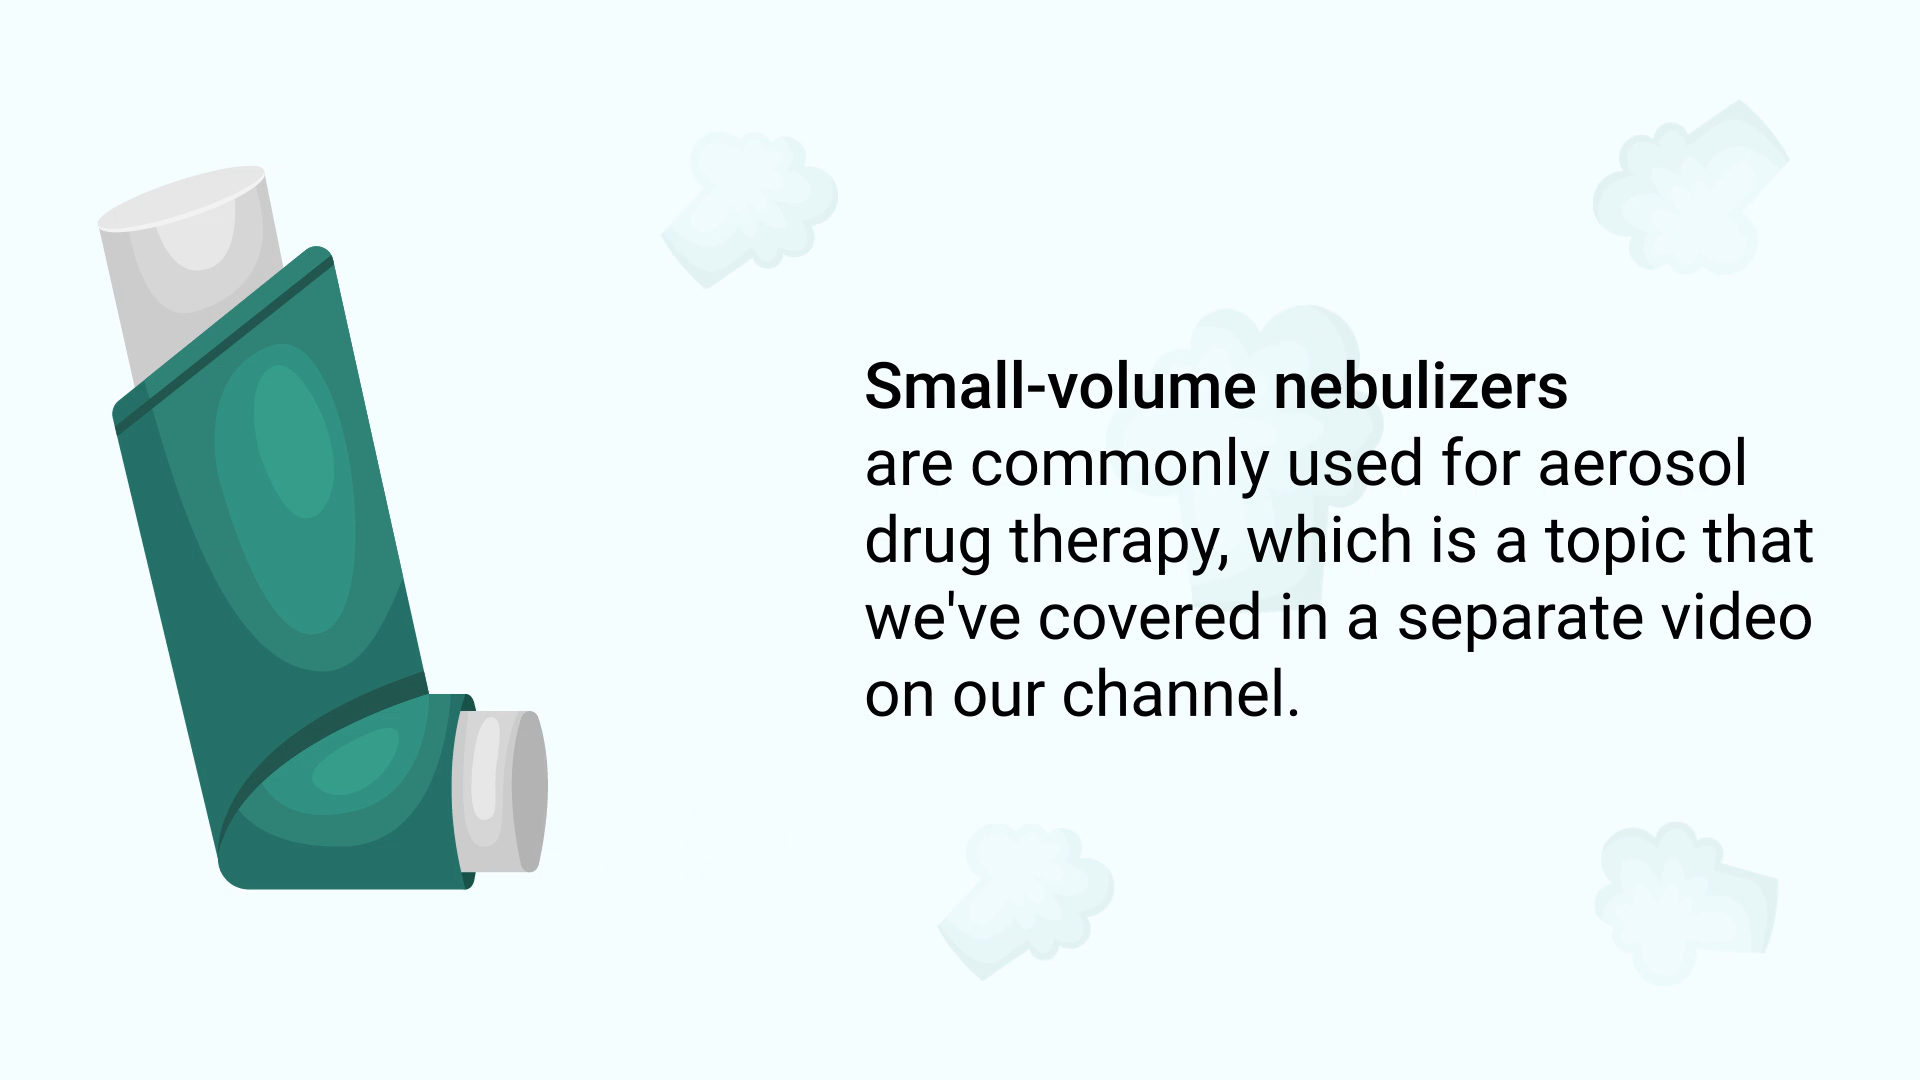 Small-volume nebulizers
are commonly used for aerosol
drug therapy, which is a topic that
we've covered in a separate video
on our channel.